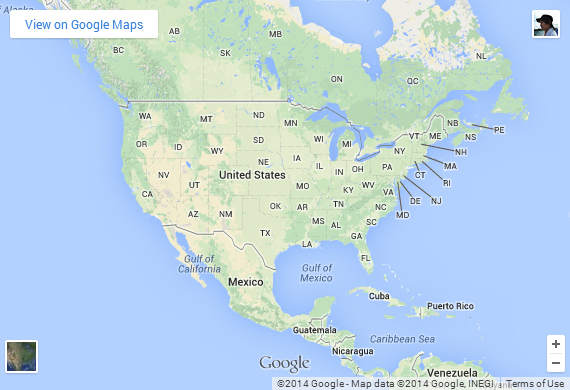 of Alaska
View on Google Maps
AB
BC
SK
MB
ON
QC
NL
NB
PE
NS
WA
MT
ND
MN
VT
ME
NH
OR
ID
SD
WI
MI
NY
MA
WY
NE
IA
IL
IN
OH
PA
CT
RI
NV
UT
United States
MO
KY
WV
VA
NJ
DE
MD
CA
AZ
NM
OK
AR
TN
NC
SC
TX
MS
AL
GA
LA
FL
Gulf of
California
Gulf of
Mexico
Mexico
Cuba
Puerto Rico
Guatemala
Caribbean Sea
Nicaragua
Venezuela
Google
+
−
©2014 Google - Map data ©2014 Google, INEGI
Terms of Use